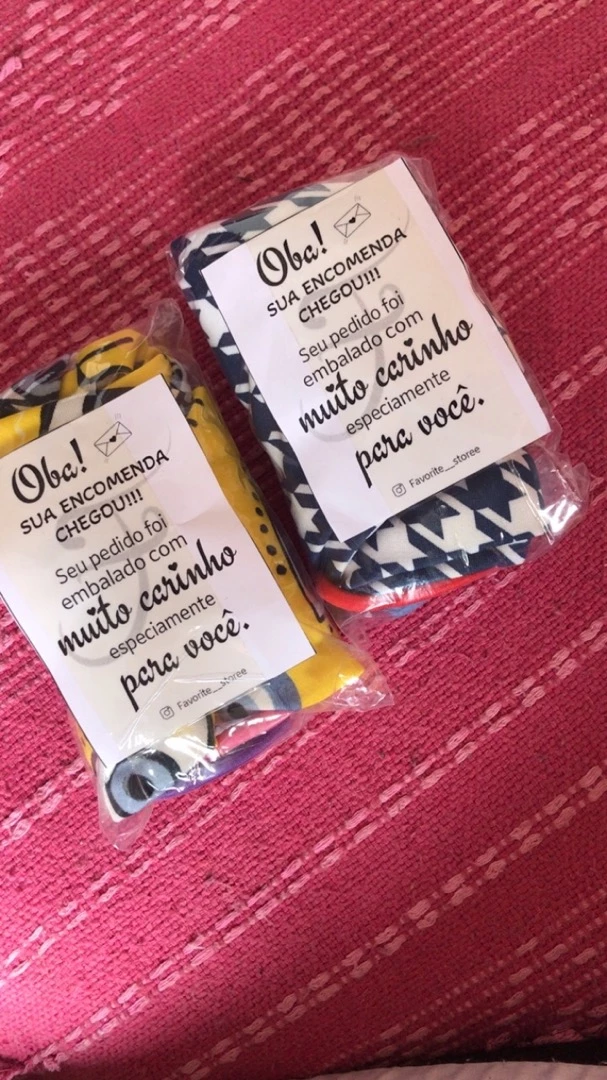 Oba!
SUA ENCOMENDA
CHEGOU!!!
Seu pedido foi
embalado com
muito carinho
especiamente
para você.
Favorite__storee
Oba!
SUA ENCOMENDA
CHEGOU!!!
Seu pedido foi
embalado com
muito carinho
especiamente
para você.
Favorite__storee